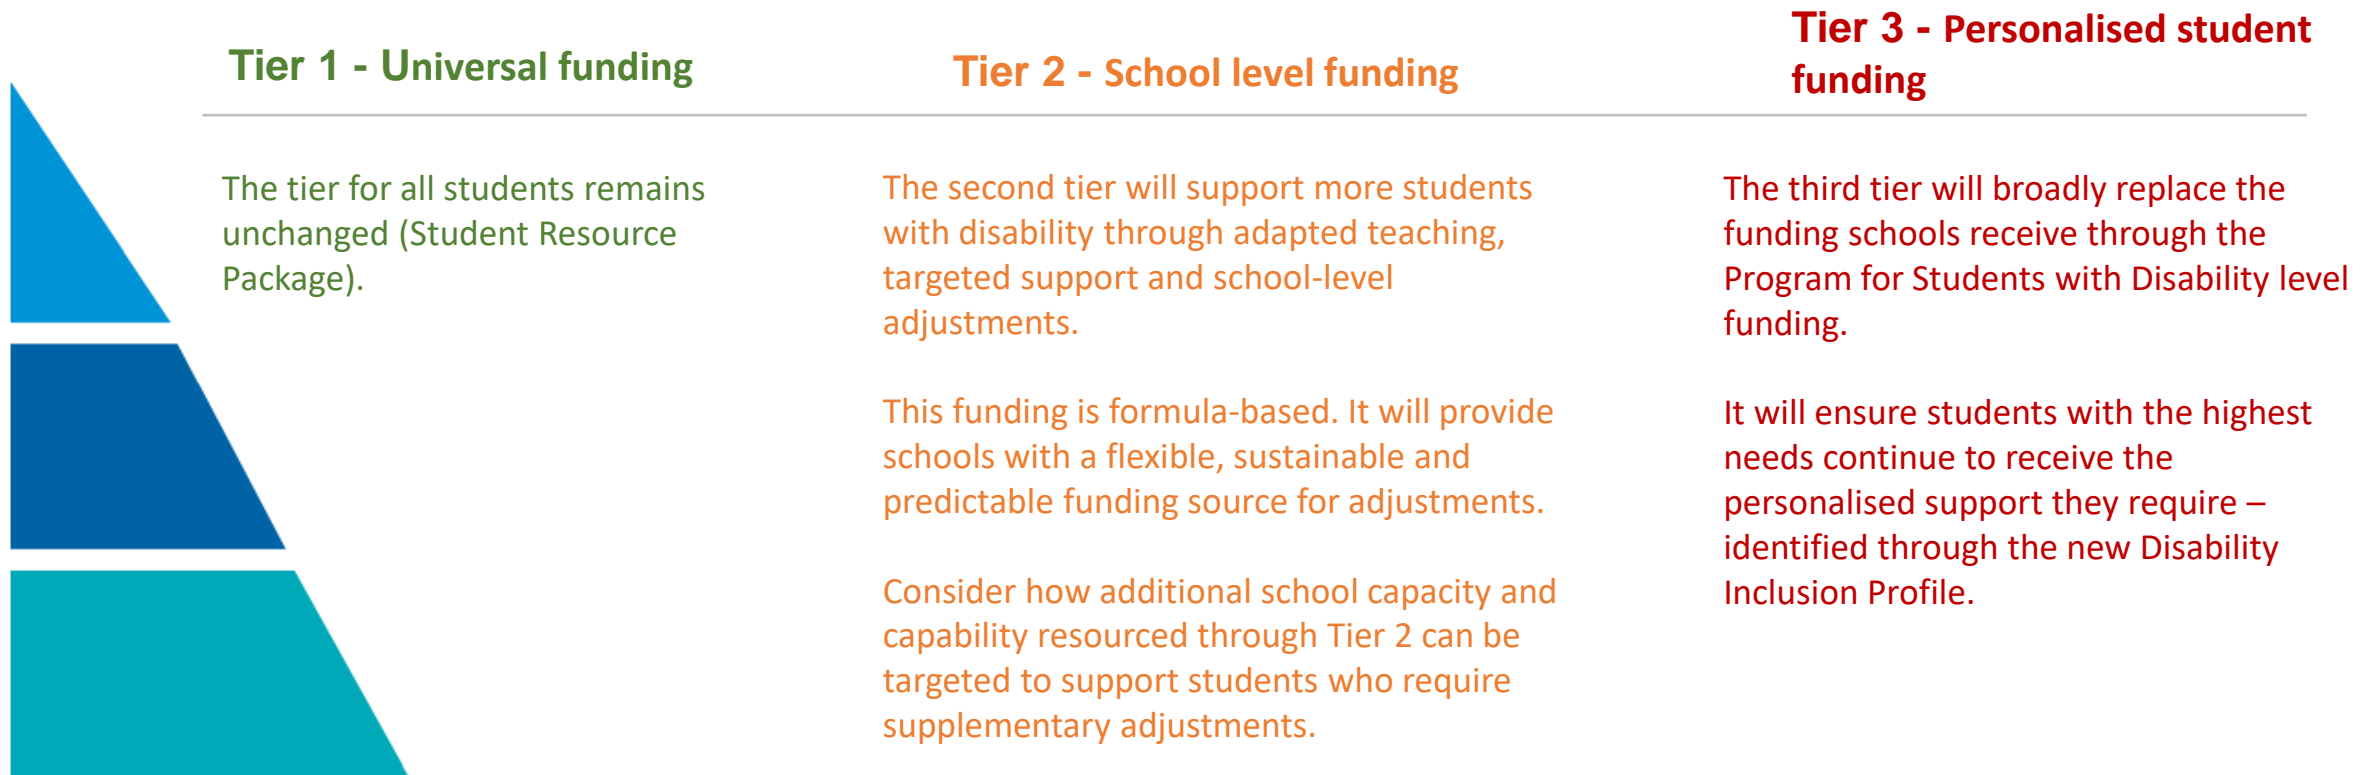 Tier 1 - Universal funding
The tier for all students remains
unchanged (Student Resource
Package).
Tier 2 - School level funding
The second tier will support more students
with disability through adapted teaching,
targeted support and school-level
adjustments.
This funding is formula-based. It will provide
schools with a flexible, sustainable and
predictable funding source for adjustments.
Consider how additional school capacity and
capability resourced through Tier 2 can be
targeted to support students who require
supplementary adjustments.
Tier 3 - Personalised student
funding
The third tier will broadly replace the
funding schools receive through the
Program for Students with Disability level
funding.
It will ensure students with the highest
needs continue to receive the
personalised support they require –
identified through the new Disability
Inclusion Profile.